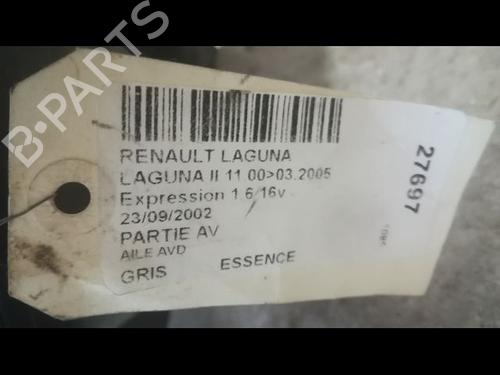 B-PARTS
RENAULT LAGUNA
LAGUNA II 11 00>03.2005
Expression 1.6 16v
23/09/2002
PARTIE AV
AILE AVD
GRIS ESSENCE
27697